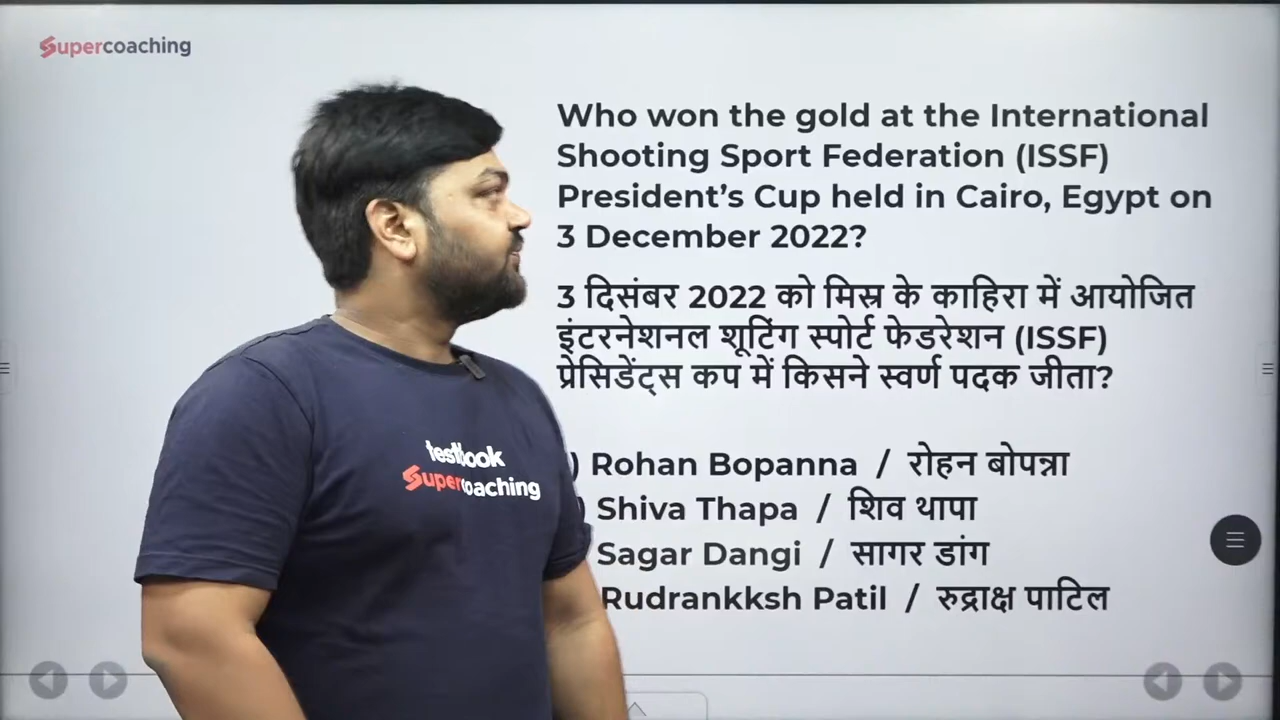 Supercoaching
Who won the gold at the International
Shooting Sport Federation (ISSF)
President's Cup held in Cairo, Egypt on
3 December 2022?
3 दिसंबर 2022 को मिस्र के काहिरा में आयोजित
इंटरनेशनल शूटिंग स्पोर्ट फेडरेशन (ISSF)
प्रेसिडेंट्स कप में किसने स्वर्ण पदक जीता?
) Rohan Bopanna / रोहन बोपन्ना
) Shiva Thapa / शिव थापा
Sagar Dangi / सागर डांग
Rudrankksh Patil / रुद्राक्ष पाटिल
testbook
Supercoaching